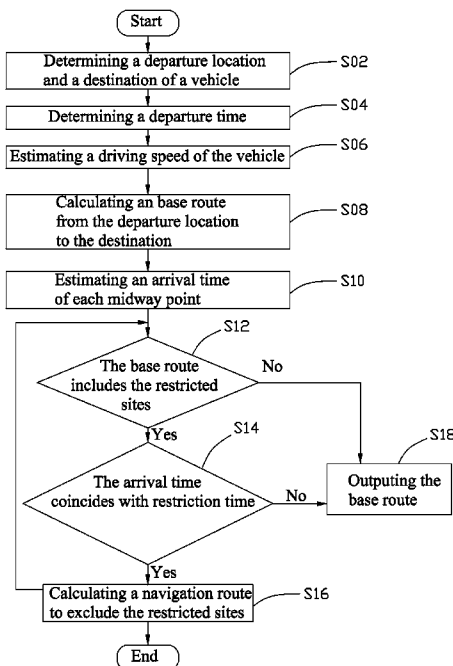 Start
Determining a departure location
and a destination of a vehicle
S02
Determining a departure time
S04
Estimating a driving speed of the vehicle
S06
Calculating an base route
from the departure location
to the destination
S08
Estimating an arrival time
of each midway point
S10
S12
The base route
includes the restricted
sites
No
Yes
S14
The arrival time
coincides with restriction time
No
S18
Outputing the
base route
Yes
Calculating a navigation route
to exclude the restricted sites
S16
End